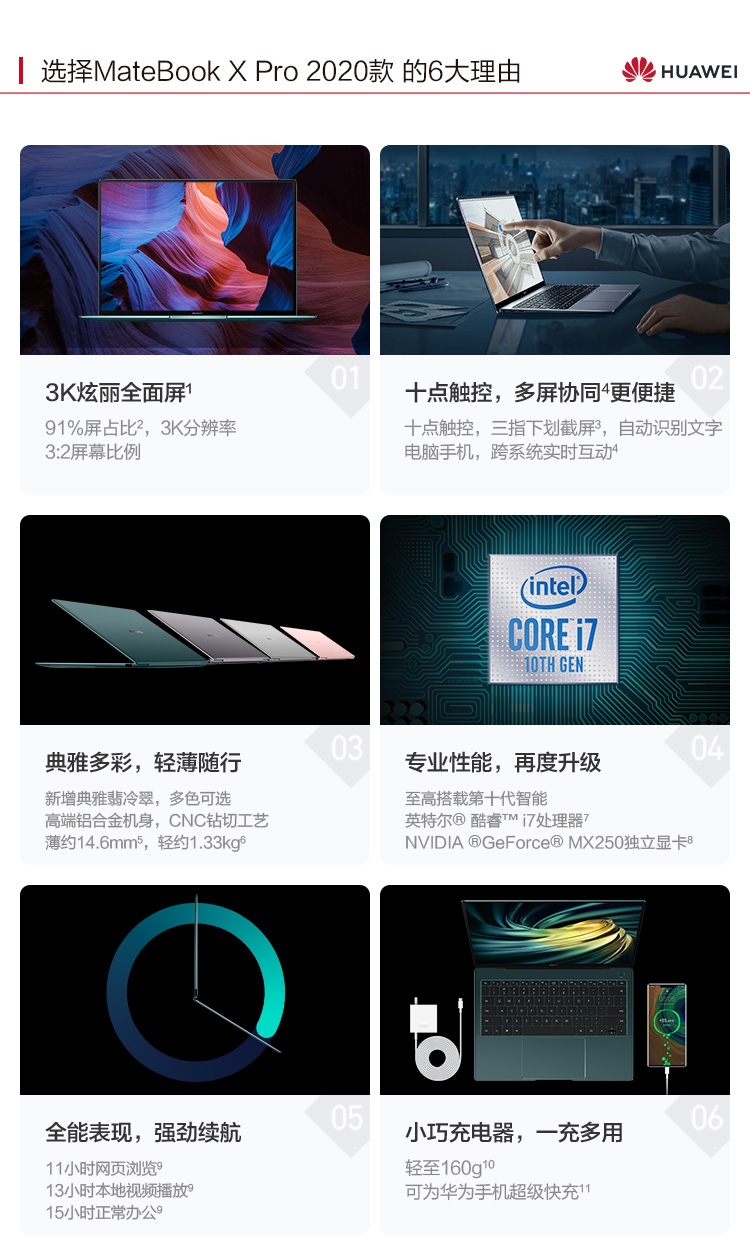 选择MateBook X Pro 2020款 的6大理由
HUAWEI
01
3K炫丽全面屏¹
91%屏占比²，3K分辨率
3:2屏幕比例
02
十点触控，多屏协同⁴更便捷
十点触控，三指下划截屏³，自动识别文字
电脑手机，跨系统实时互动⁴
03
典雅多彩，轻薄随行
新增典雅翡冷翠，多色可选
高端铝合金机身，CNC钻切工艺
薄约14.6mm⁵，轻约1.33kg⁶
intel
CORE i7
10TH GEN
04
专业性能，再度升级
至高搭载第十代智能
英特尔® 酷睿™ i7处理器⁷
NVIDIA ®GeForce® MX250独立显卡⁸
05
全能表现，强劲续航
11小时网页浏览⁹
13小时本地视频播放⁹
15小时正常办公⁹
06
小巧充电器，一充多用
轻至160g¹⁰
可为华为手机超级快充¹¹